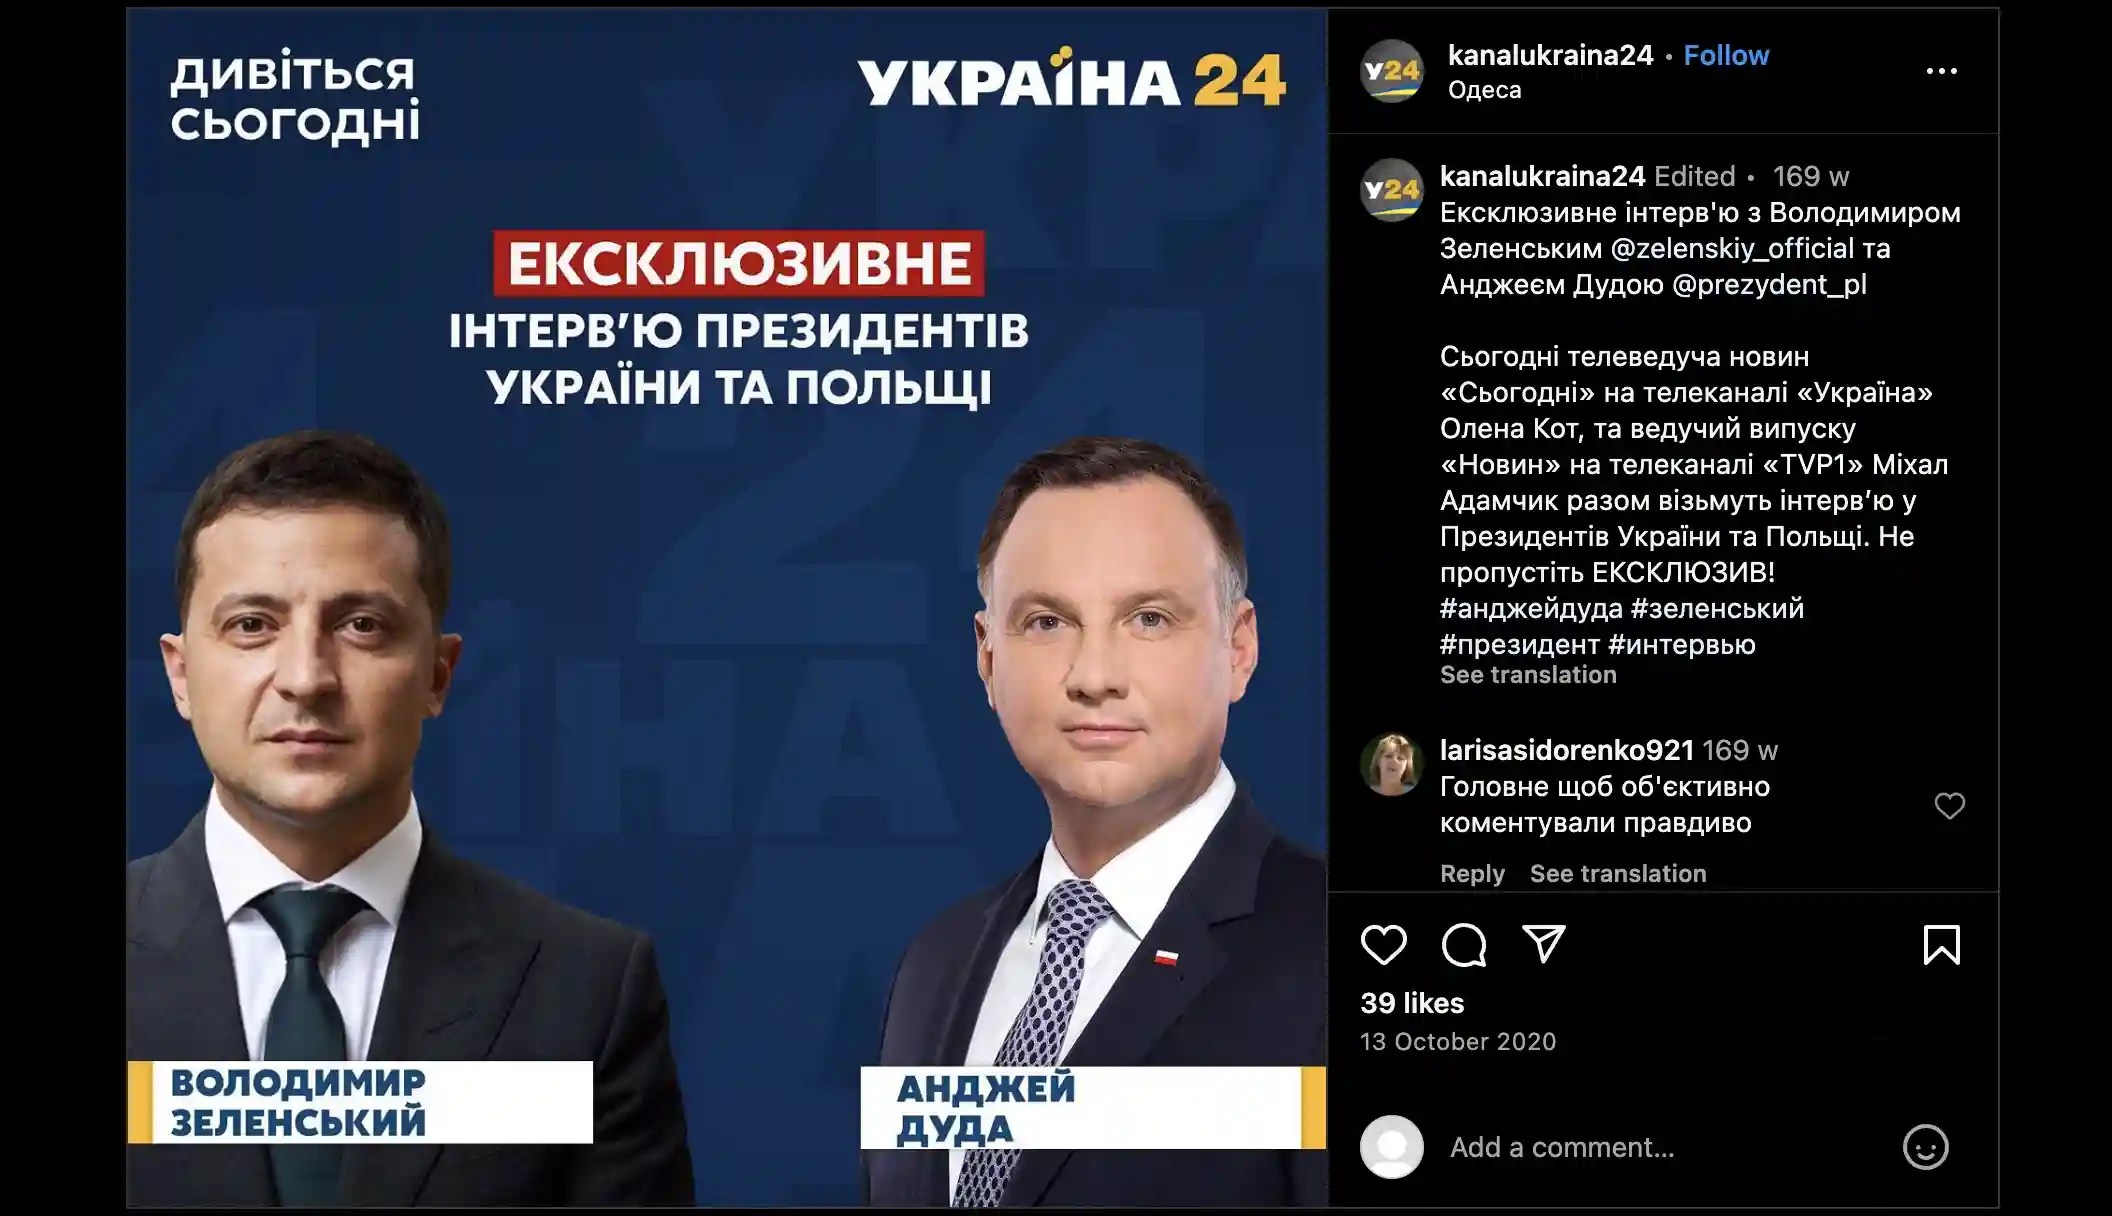 ДИВІТЬСЯ
СЬОГОДНІ
УКРАЇНА 24
ЕКСКЛЮЗИВНЕ
ІНТЕРВ’Ю ПРЕЗИДЕНТІВ
УКРАЇНИ ТА ПОЛЬЩІ
ВОЛОДИМИР
ЗЕЛЕНСЬКИЙ
АНДЖЕЙ
ДУДА
У24
kanalukraina24 • Follow
Одеса
У24
kanalukraina24 Edited • 169 w
Ексклюзивне інтерв'ю з Володимиром
Зеленським @zelenskiy_official та
Анджеєм Дудою @prezydent_pl
Сьогодні телеведуча новин
«Сьогодні» на телеканалі «Україна»
Олена Кот, та ведучий випуску
«Новин» на телеканалі «TVP1» Міхал
Адамчик разом візьмуть інтерв’ю у
Президентів України та Польщі. Не
пропустіть ЕКСКЛЮЗИВ!
#анджейдуда #зеленський
#президент #интервью
See translation
larisasidorenko921 169 w
Головне щоб об'єктивно
коментували правдиво
Reply See translation
39 likes
13 October 2020
Add a comment...